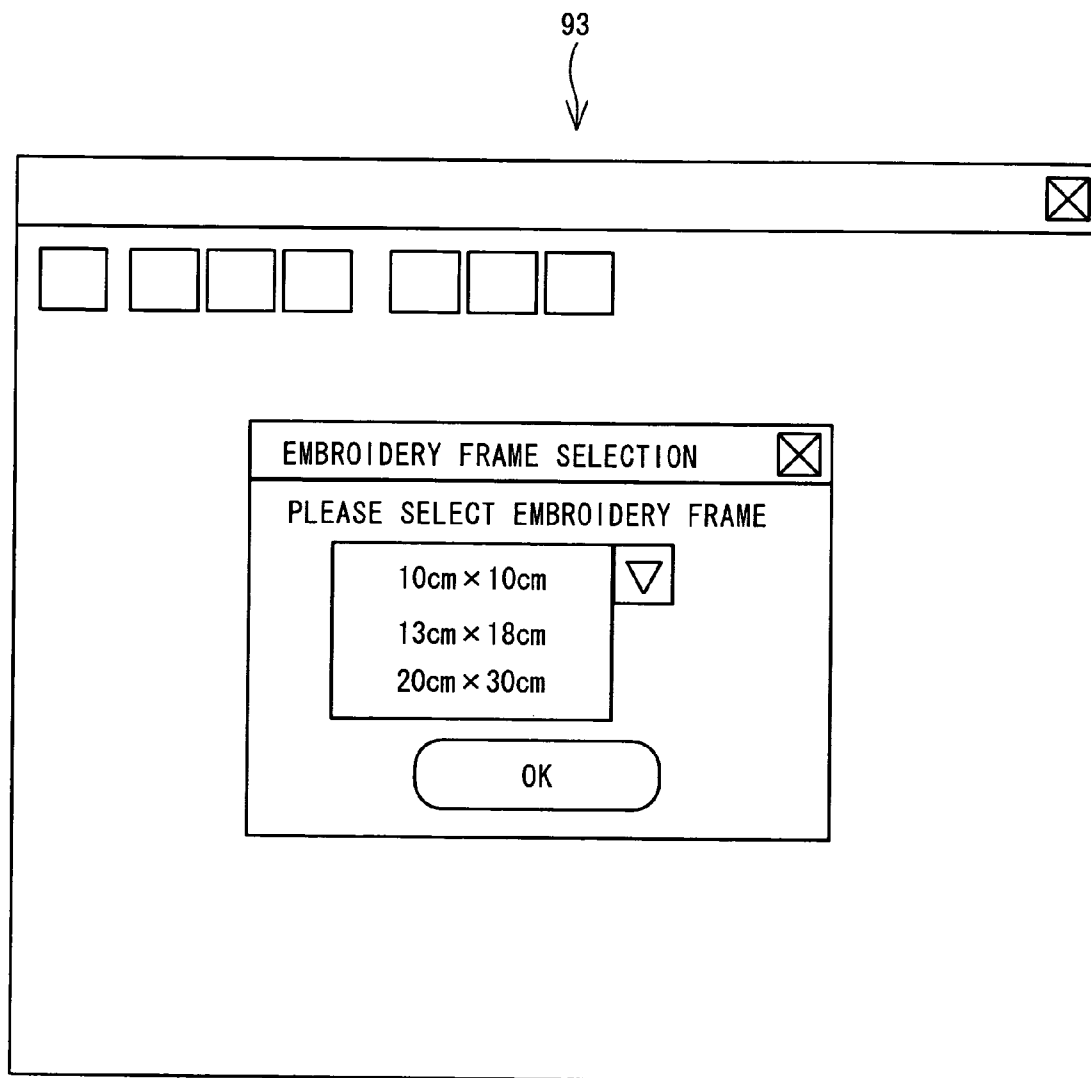 93
EMBROIDERY FRAME SELECTION
PLEASE SELECT EMBROIDERY FRAME
10cm×10cm
13cm×18cm
20cm×30cm
OK